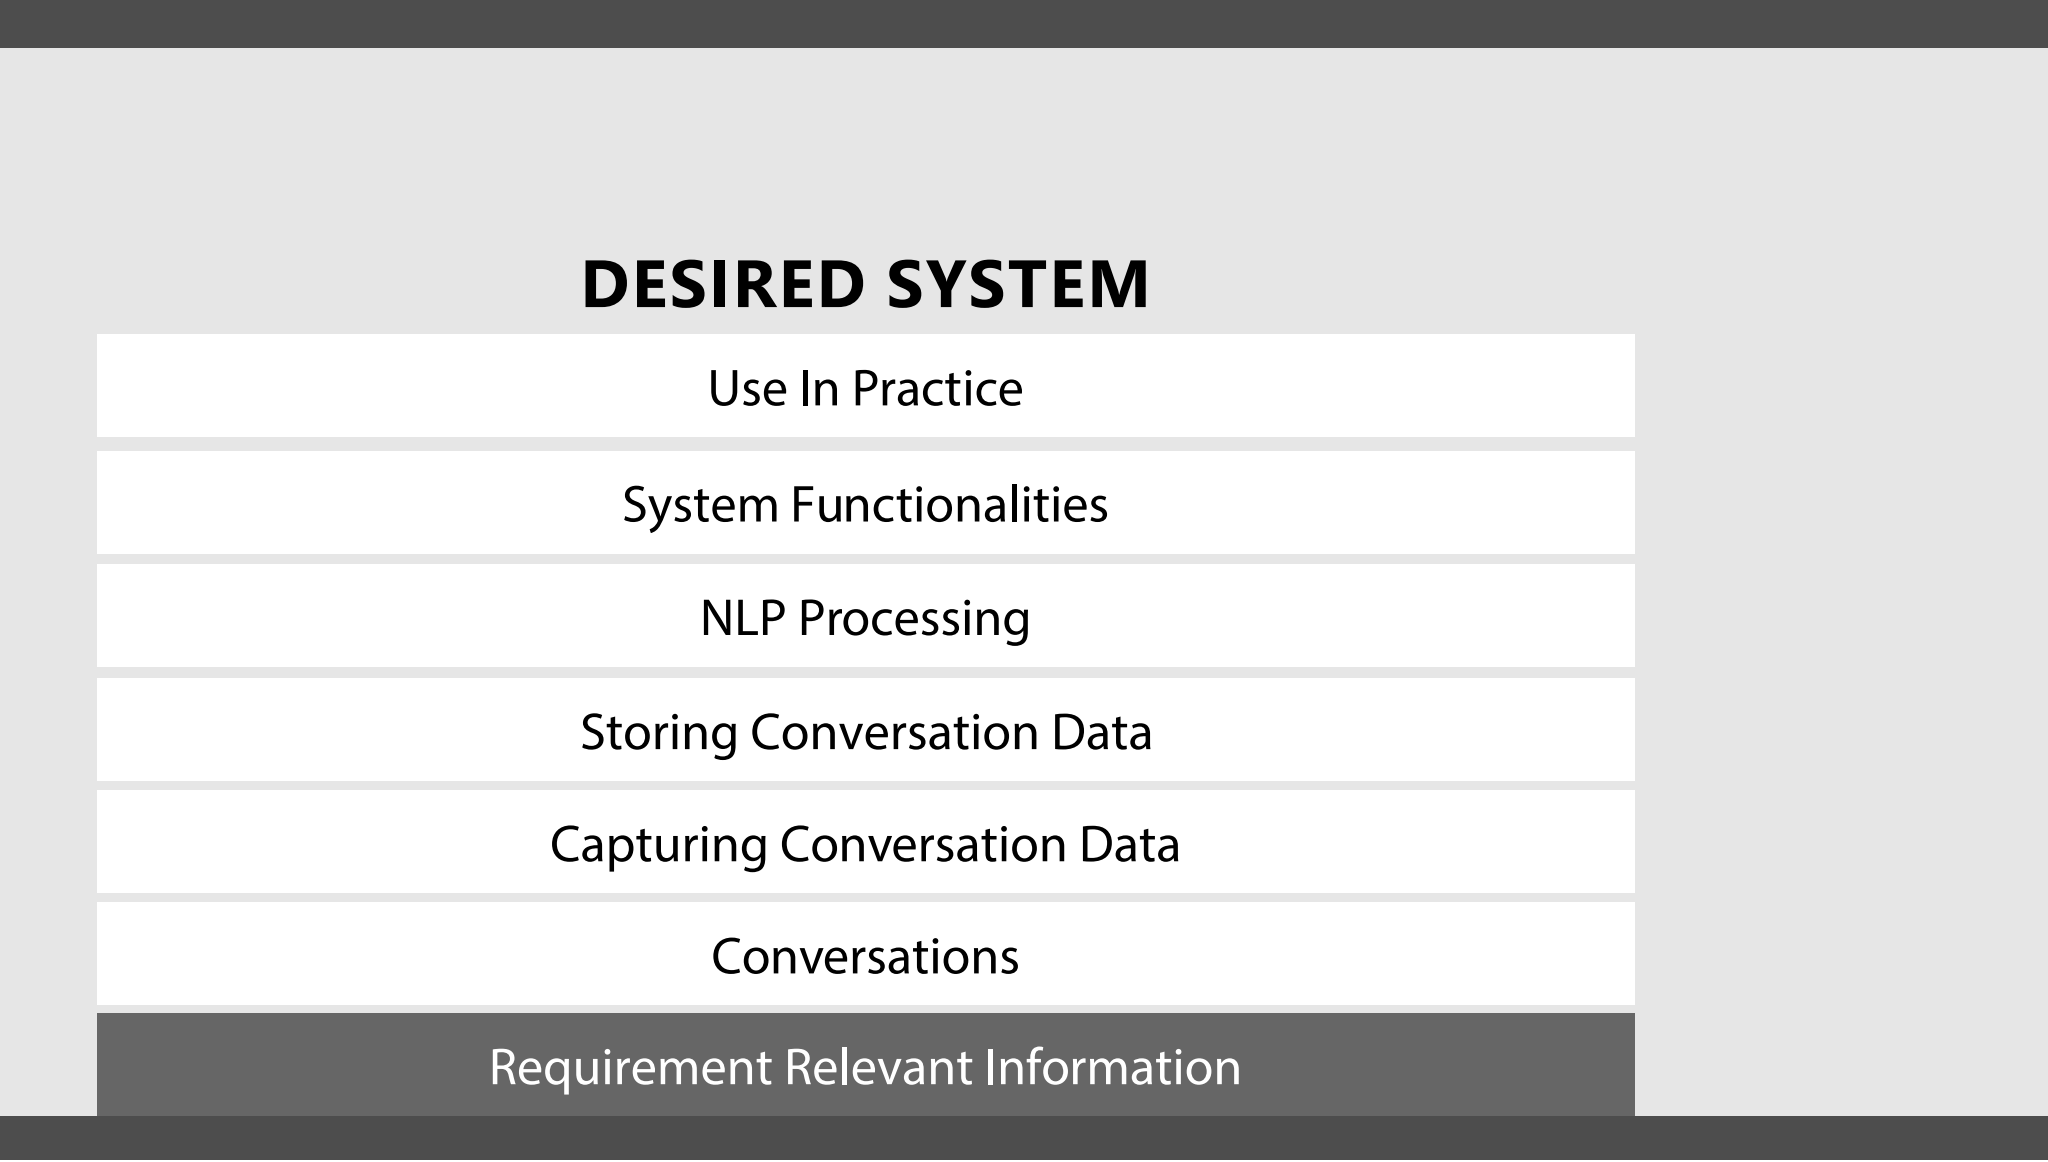 DESIRED SYSTEM
Use In Practice
System Functionalities
NLP Processing
Storing Conversation Data
Capturing Conversation Data
Conversations
Requirement Relevant Information